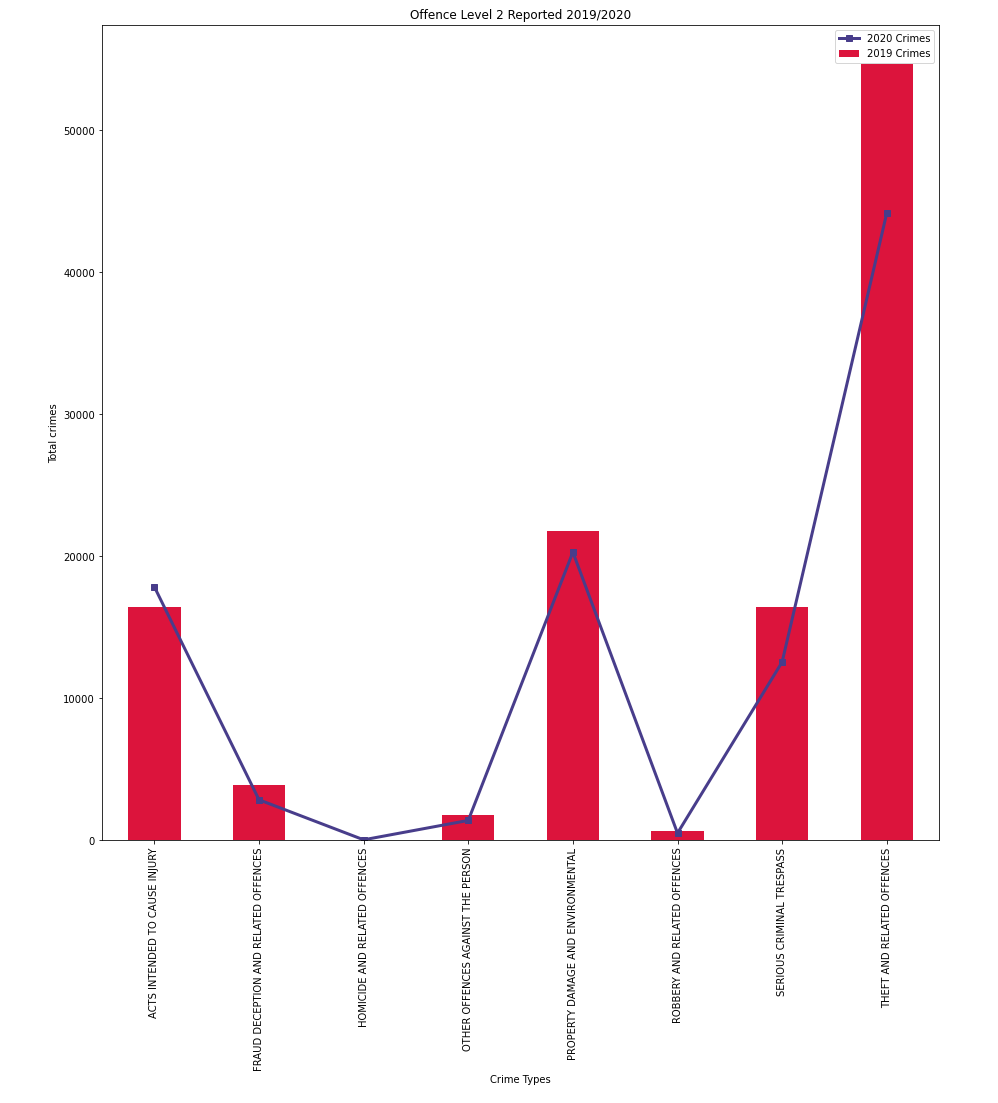 Offence Level 2 Reported 2019/2020
2020 Crimes
2019 Crimes
50000
40000
30000
20000
10000
0
Total crimes
ACTS INTENDED TO CAUSE INJURY
FRAUD DECEPTION AND RELATED OFFENCES
HOMICIDE AND RELATED OFFENCES
OTHER OFFENCES AGAINST THE PERSON
PROPERTY DAMAGE AND ENVIRONMENTAL
ROBBERY AND RELATED OFFENCES
SERIOUS CRIMINAL TRESPASS
THEFT AND RELATED OFFENCES
Crime Types